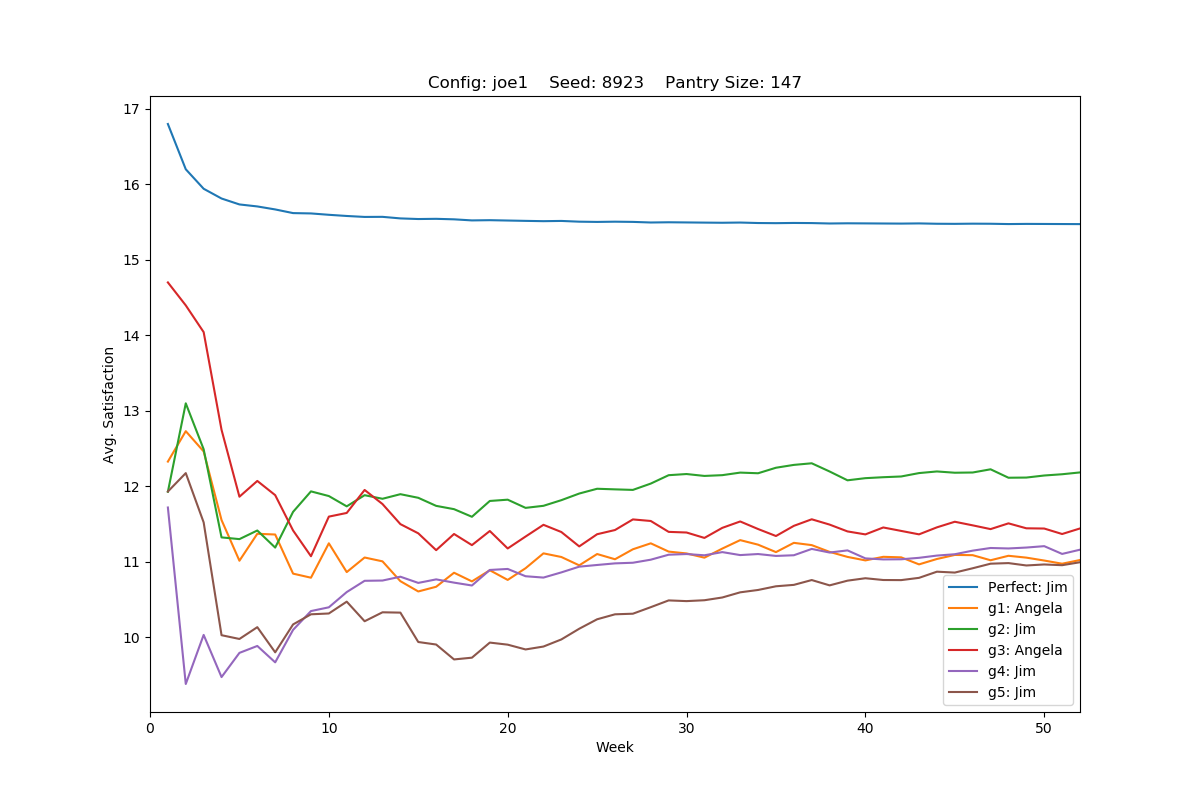 Config: joe1    Seed: 8923    Pantry Size: 147
17
16
15
14
13
12
11
10
Avg. Satisfaction
Perfect: Jim
g1: Angela
g2: Jim
g3: Angela
g4: Jim
g5: Jim
0 10 20 30 40 50
Week